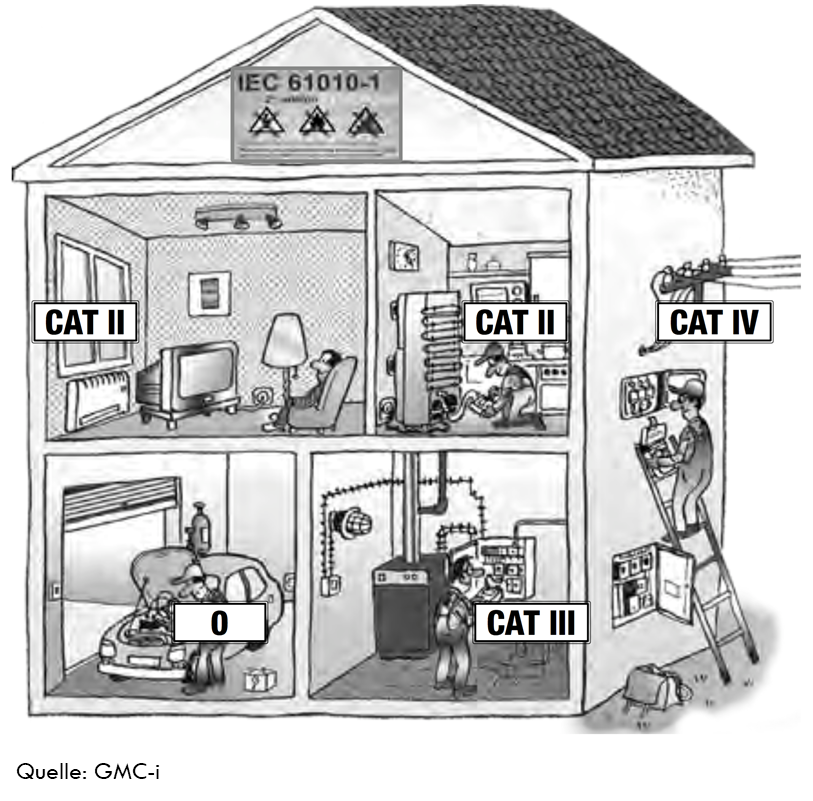 IEC 61010-1
CAT II
CAT II
CAT IV
0
CAT III
Quelle: GMC-i